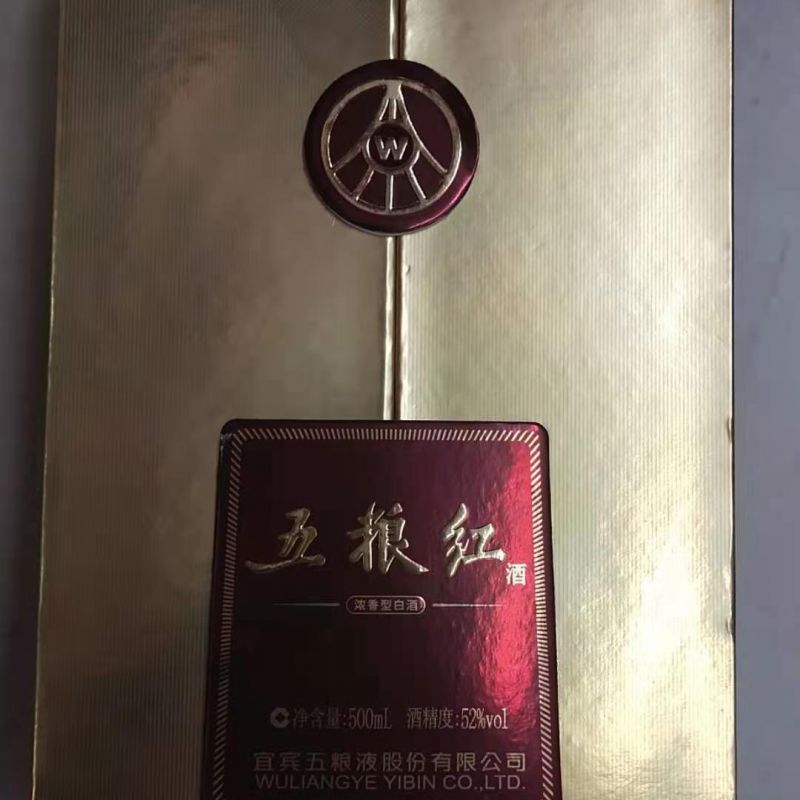 W
五粮红
酒
浓香型白酒
净含量:500mL 酒精度:52%vol
宜宾五粮液股份有限公司
WULIANGYE YIBIN CO.,LTD.